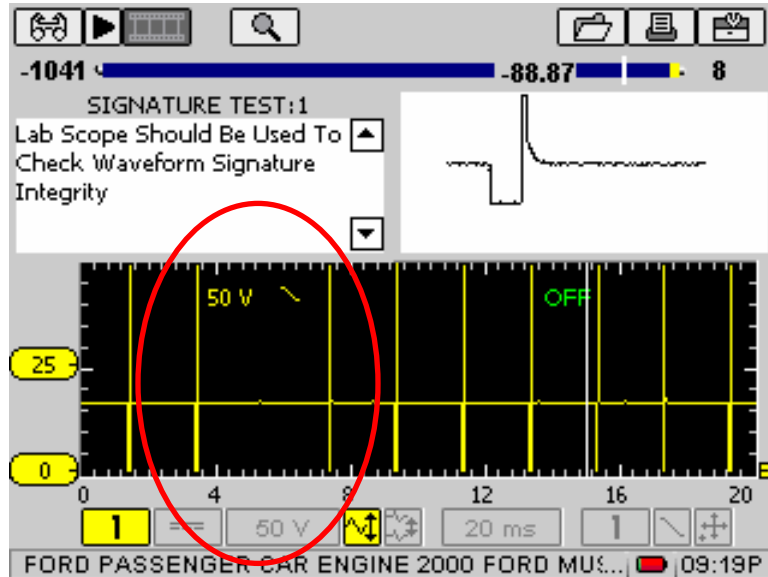 -1041 -88.87 8
SIGNATURE TEST:1
Lab Scope Should Be Used To
Check Waveform Signature
Integrity
50 V OFF
25
0
0 4 8 12 16 20
1 50 V 20 ms 1
FORD PASSENGER CAR ENGINE 2000 FORD MUS... 09:19P